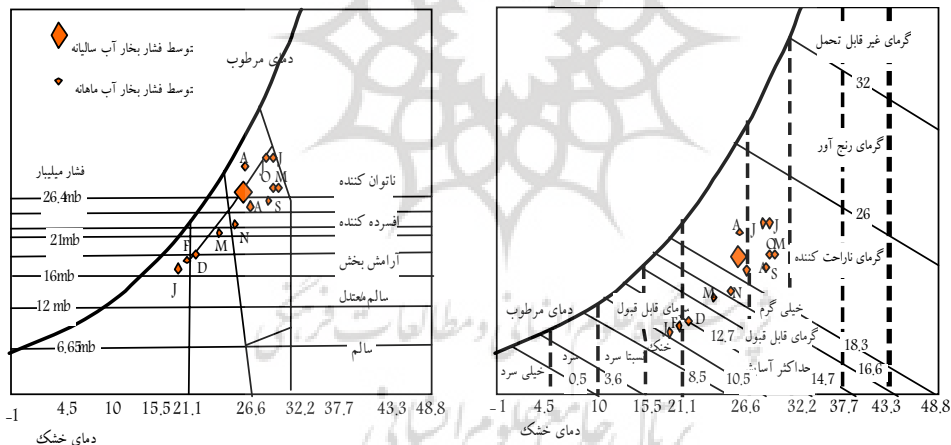 توسط فشار بخار آب سالیانه
توسط فشار بخار آب ماهانه
دمای مرطوب
فشار میلیبار
26.4mb
21mb
16mb
12 mb
6.65mb
ناتوان کننده
افسرده کننده
آرامش بخش
سالم معتدل
سالم
A
J
O M
A S
N
M
F
D
J
-1 4,5 10 15,5 21,1 26,6 32,2 37,7 43,3 48,8
دمای خشک
گرمای غیر قابل تحمل
32
گرمای رنج آور
26
گرمای ناراحت کننده
A J J
O M
A S
M N
F D
J
خیلی گرم
گرمای قابل قبول
حداکثر آسایش
دمای مرطوب
مای قابل قبول
خنک
نسبتا سرد
سرد
خیلی سرد
0,5 3,6 8,5 10,5 12,7 14,7 16,6 18,3
-1 4,5 10 15,5 21,1 26,6 32,2 37,7 43,3 48,8
دمای خشک